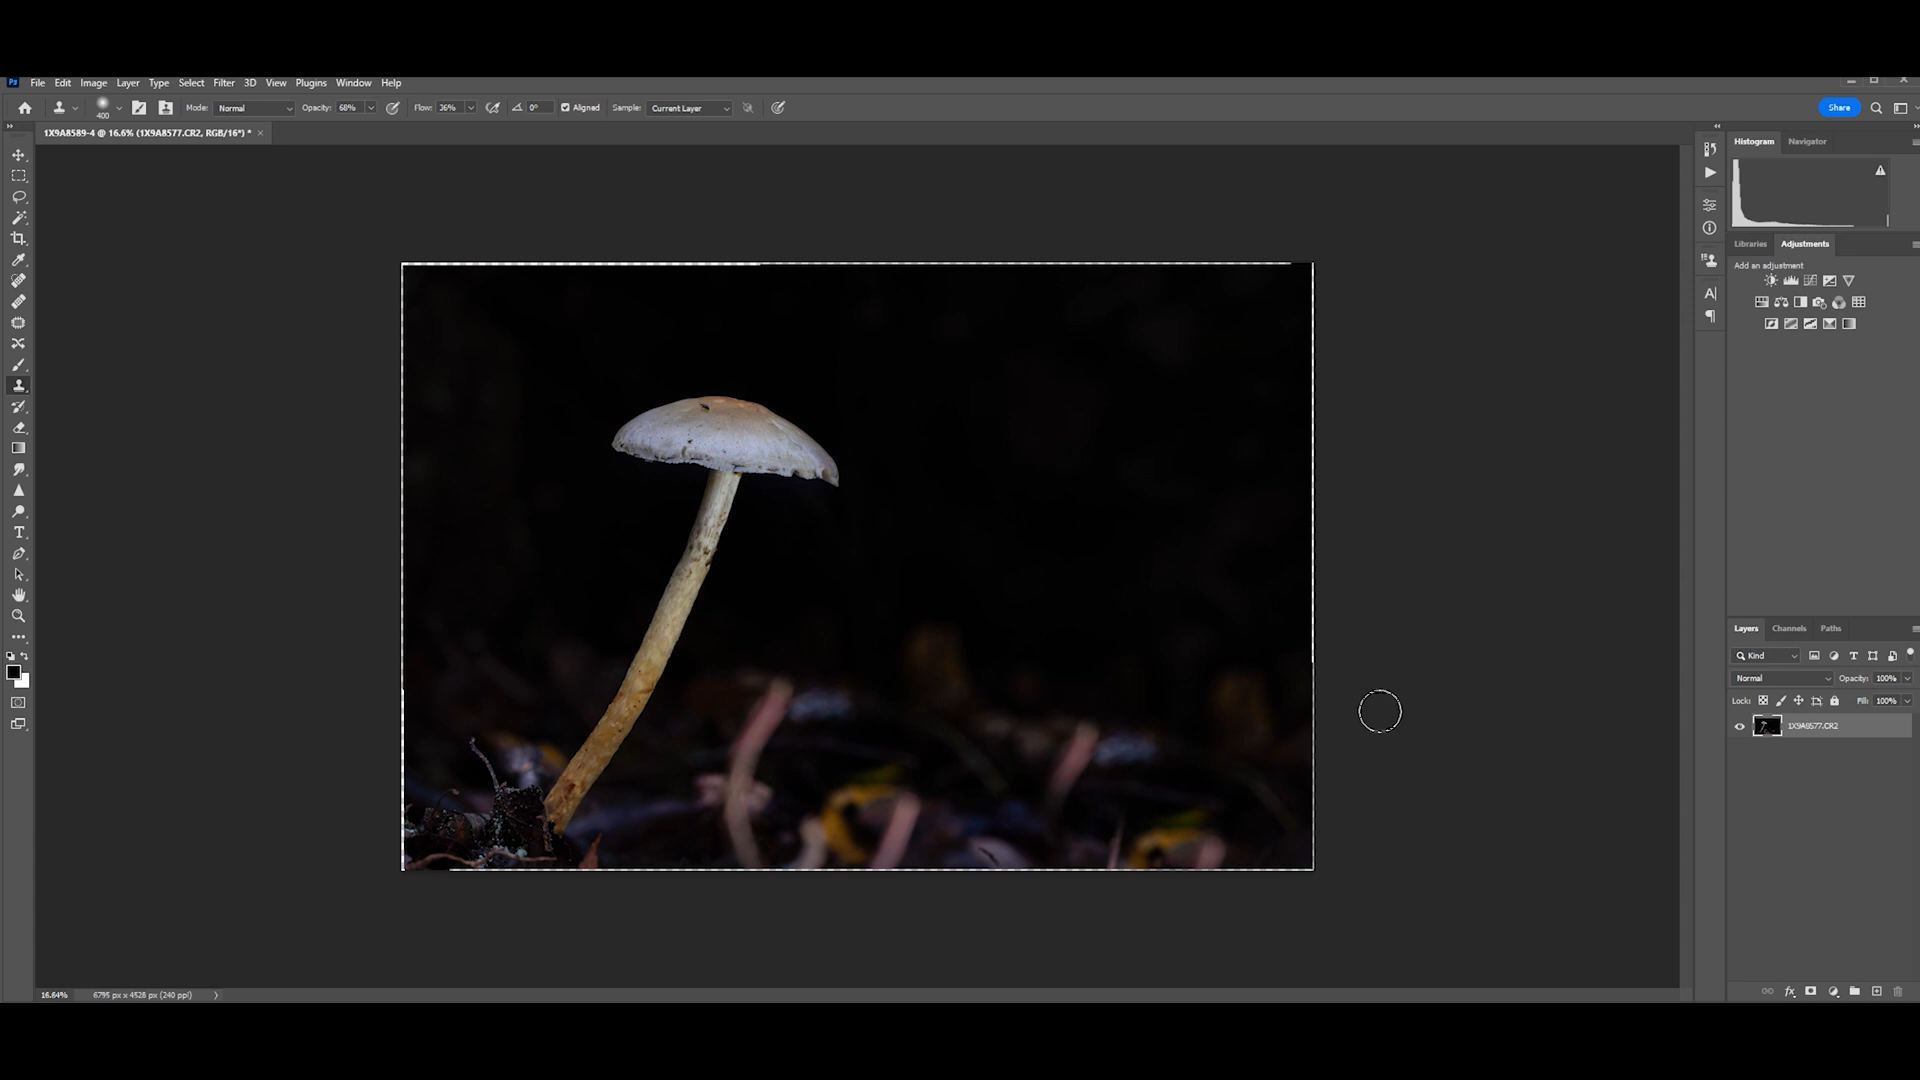 Ps File Edit Image Layer Type Select Filter 3D View Plugins Window Help
400 Mode: Normal Opacity: 68% Flow: 36% 0° Aligned Sample: Current Layer Share
1X9A8589-4 @ 16.6% (1X9A8577.CR2, RGB/16*) * ×
Histogram Navigator
Libraries Adjustments
Add an adjustment
Layers Channels Paths
Kind
Normal Opacity: 100%
Lock: Fill: 100%
1X9A8577.CR2
fx
16.64% 6795 px x 4528 px (240 ppi)